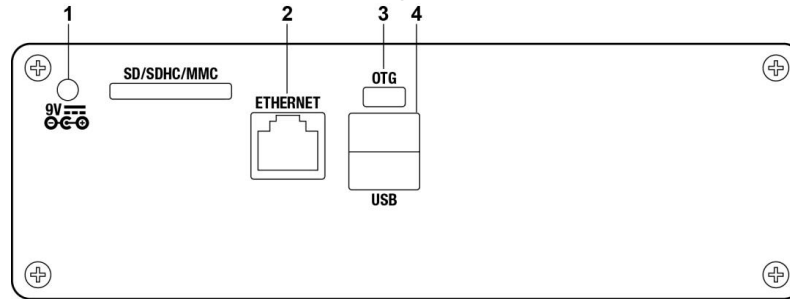 1 2 3 4
SD/SDHC/MMC
OTG
9V
ETHERNET
USB